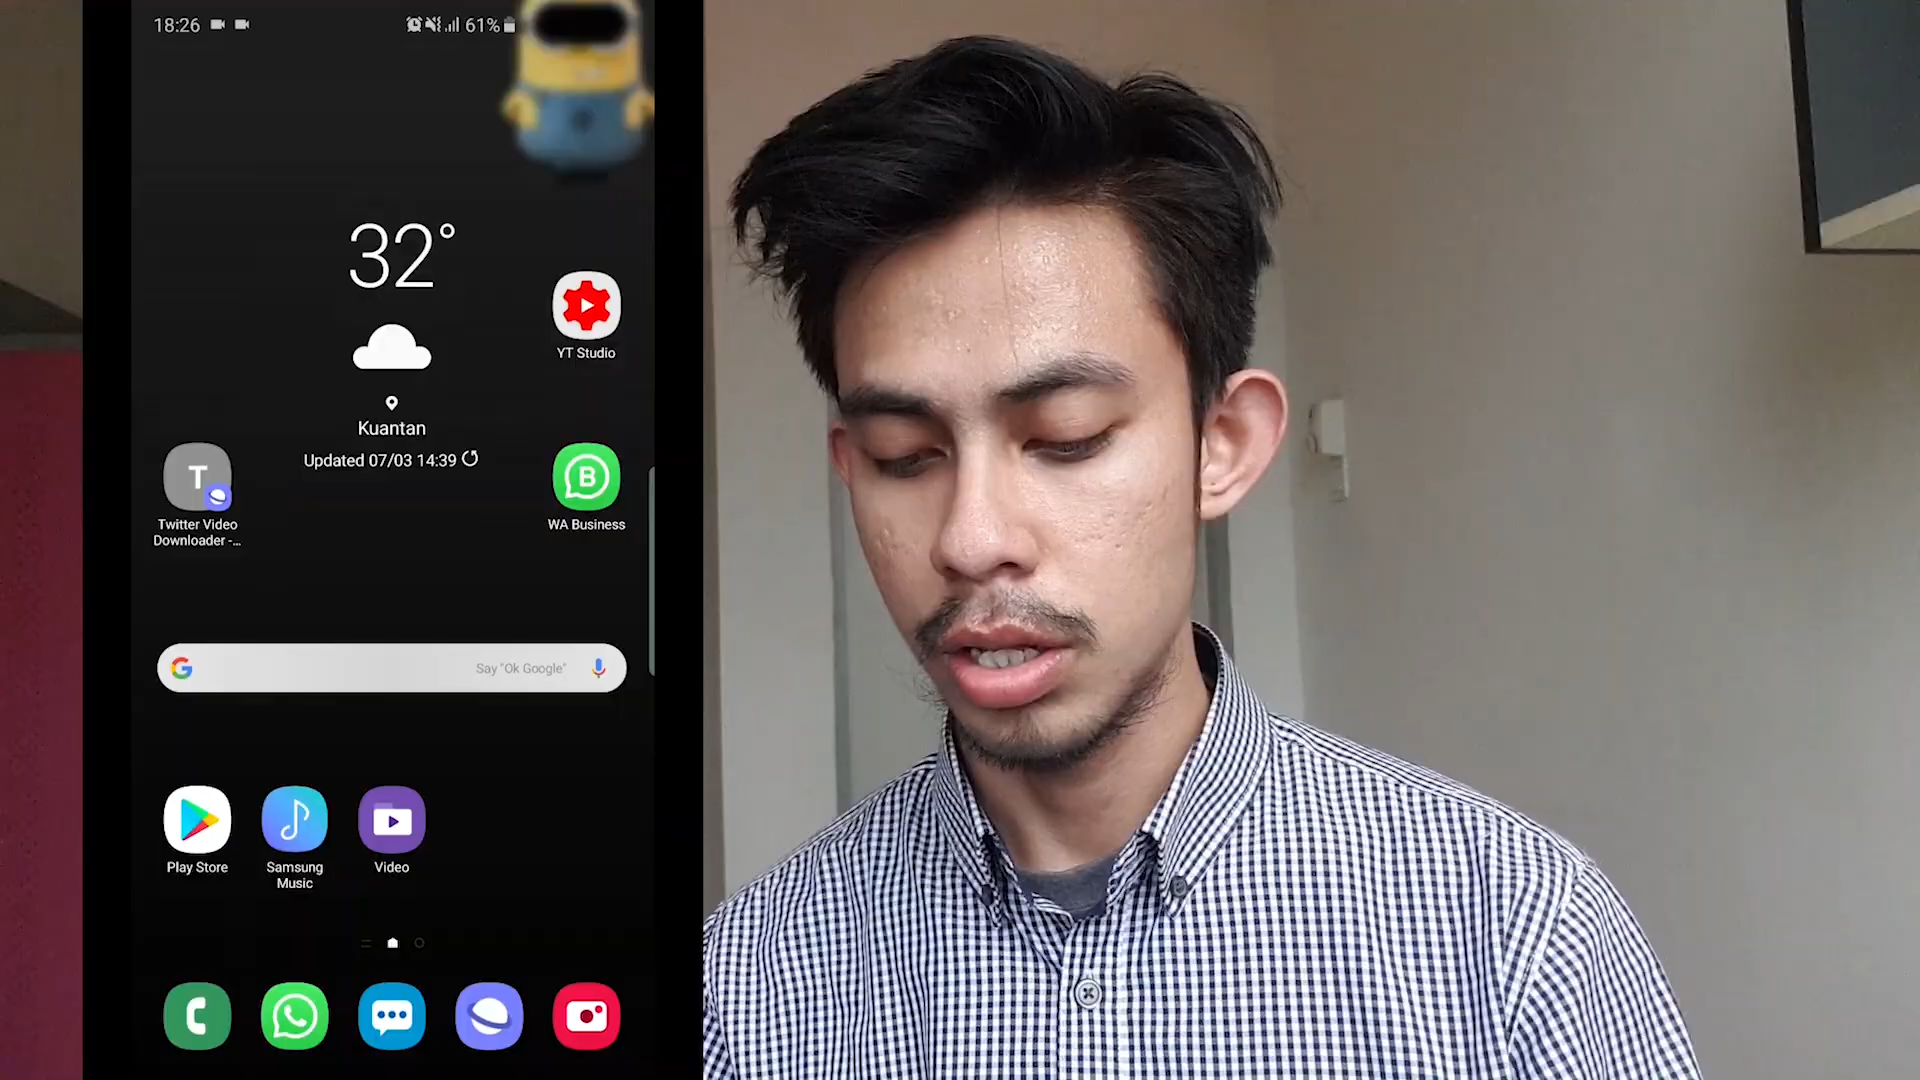 18:26
61%
32°
YT Studio
Kuantan
Updated 07/03 14:39
T
Twitter Video
Downloader -...
B
WA Business
G
Say "Ok Google"
Play Store
Samsung
Music
Video